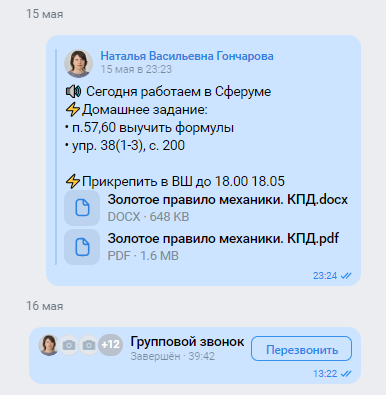 15 мая
Наталья Васильевна Гончарова
15 мая в 23:23
🔊 Сегодня работаем в Сферуме
⚡Домашнее задание:
• п.57,60 выучить формулы
• упр. 38(1-3), с. 200
⚡Прикрепить в ВШ до 18.00 18.05
Золотое правило механики. КПД.docx
DOCX · 648 KB
Золотое правило механики. КПД.pdf
PDF · 1.6 MB
23:24
16 мая
+12
Групповой звонок
Завершён · 39:42
Перезвонить
13:22